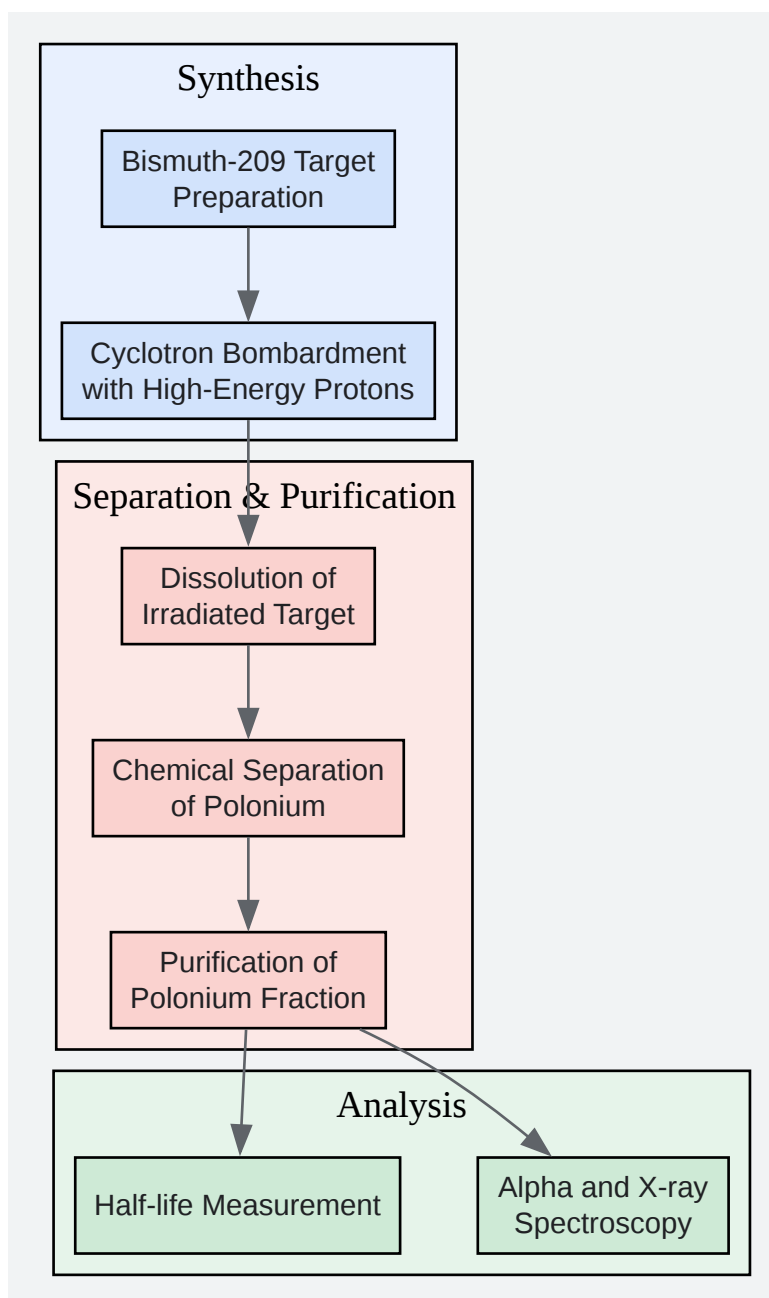 Synthesis
Bismuth-209 Target
Preparation
Cyclotron Bombardment
with High-Energy Protons
Separation & Purification
Dissolution of
Irradiated Target
Chemical Separation
of Polonium
Purification of
Polonium Fraction
Analysis
Half-life Measurement
Alpha and X-ray
Spectroscopy